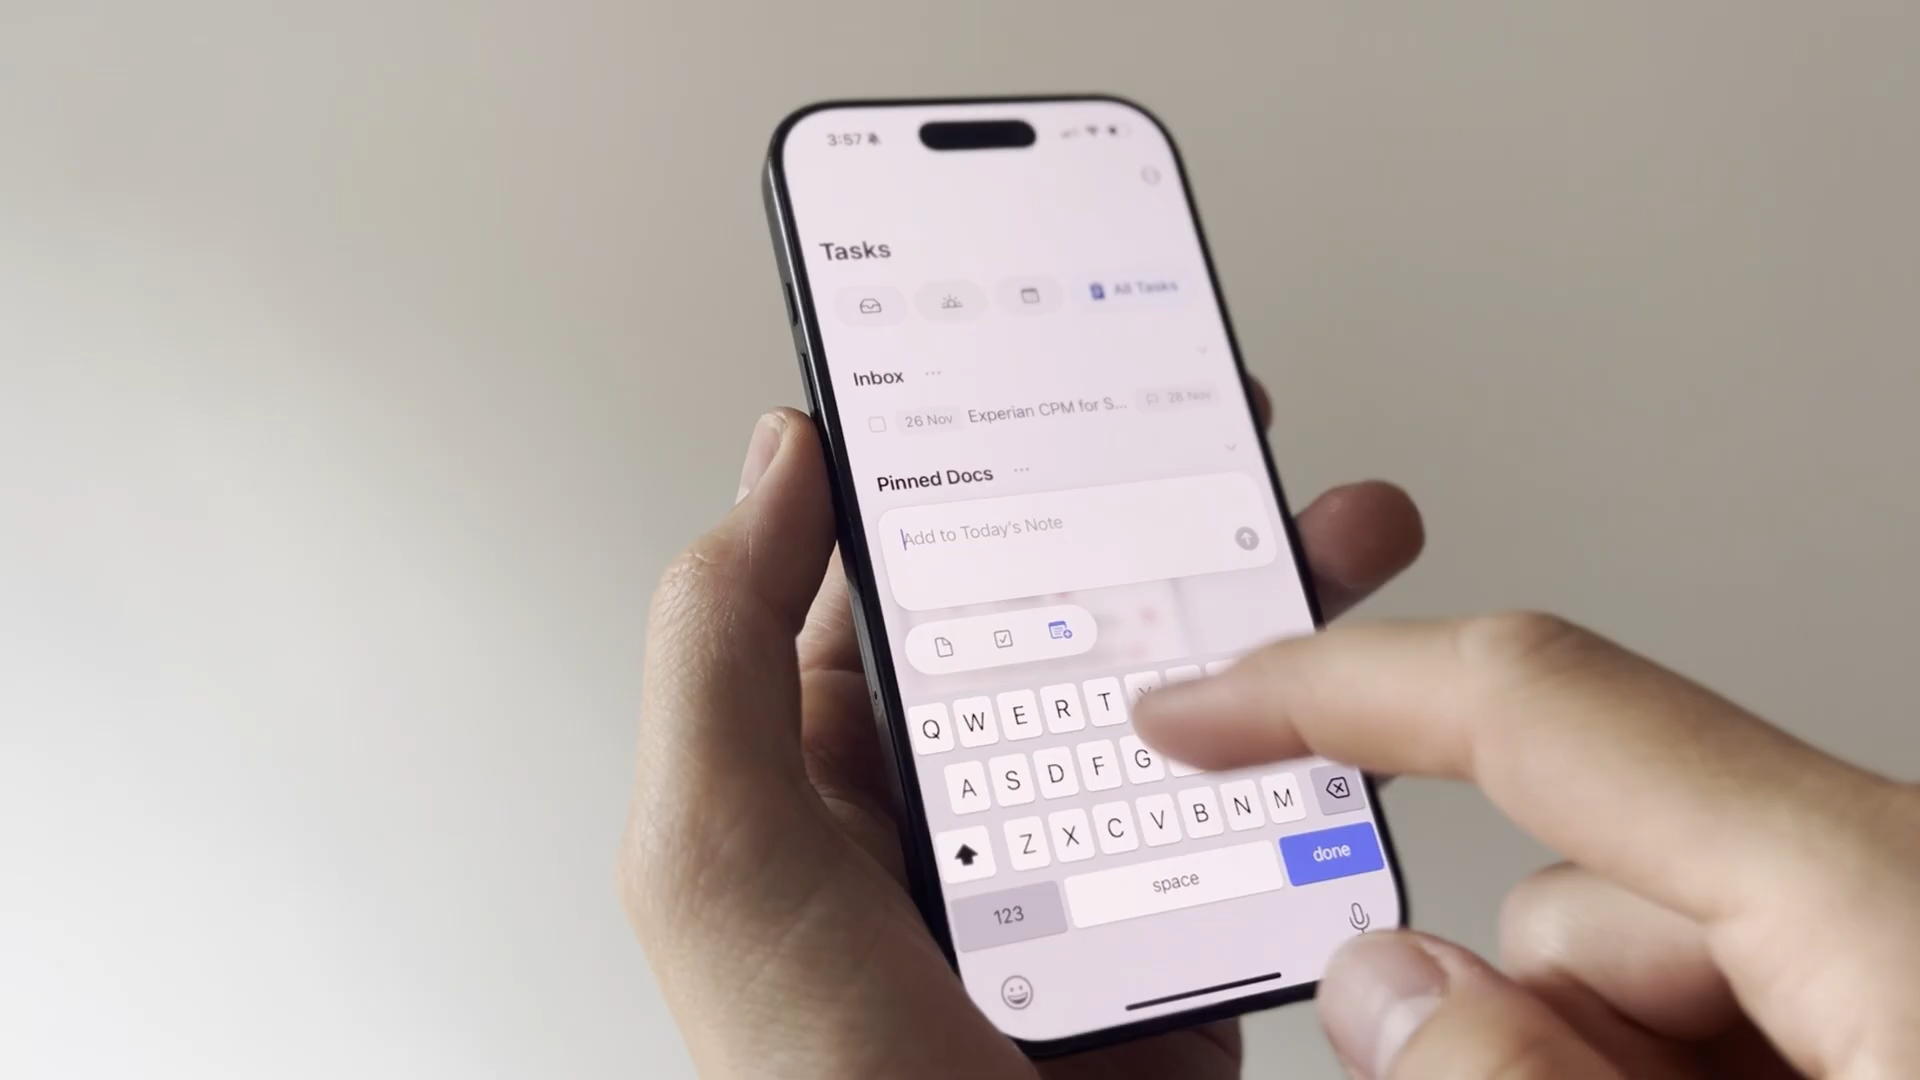 3:57
Tasks
All Tasks
Inbox ...
26 Nov Experian CPM for S... 28 Nov
Pinned Docs ...
Add to Today's Note
Q W E R T Y
A S D F G
Z X C V B N M
123 space done